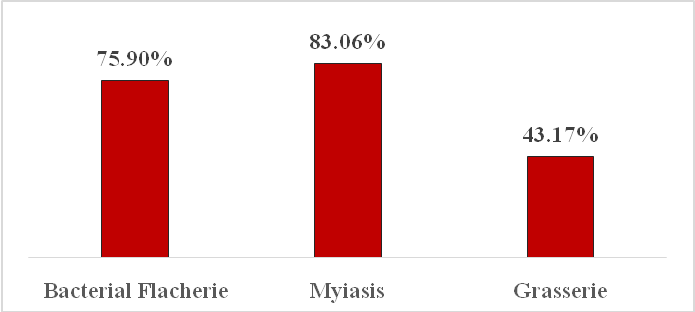 75.90%
83.06%
43.17%
Bacterial Flacherie
Myiasis
Grasserie